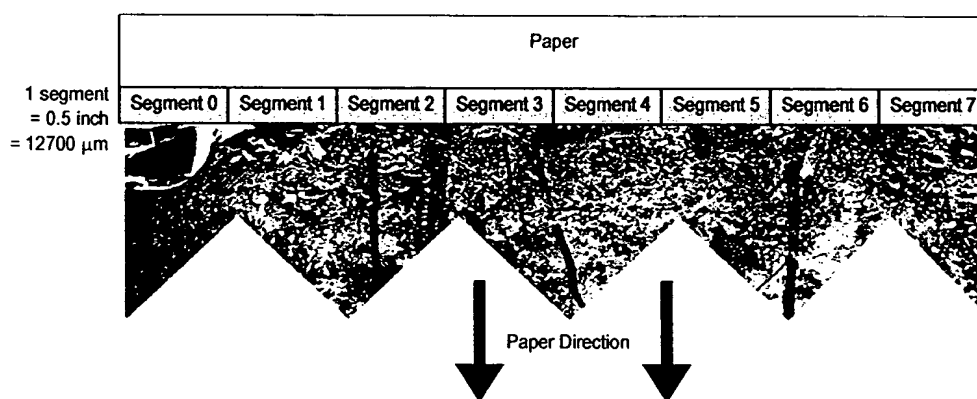 Paper
1 segment
= 0.5 inch
= 12700 µm
Segment 0 Segment 1 Segment 2 Segment 3 Segment 4 Segment 5 Segment 6 Segment 7
Paper Direction